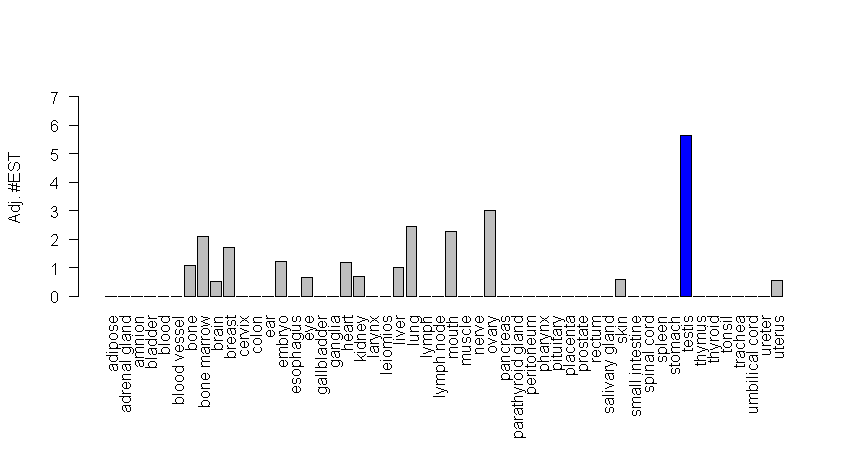 7
6
5
4
3
2
1
0
Adj. #EST
adipose
adrenal gland
amnion
bladder
blood
blood vessel
bone
bone marrow
brain
breast
cervix
colon
ear
embryo
esophagus
eye
gallbladder
ganglia
heart
kidney
larynx
leiomios
liver
lung
lymph
lymph node
mouth
muscle
nerve
ovary
pancreas
parathyroid gland
peritoneum
pharynx
pituitary
placenta
prostate
rectum
salivary gland
skin
small intestine
spinal cord
spleen
stomach
testis
thymus
thyroid
tonsil
trachea
umbilical cord
ureter
uterus